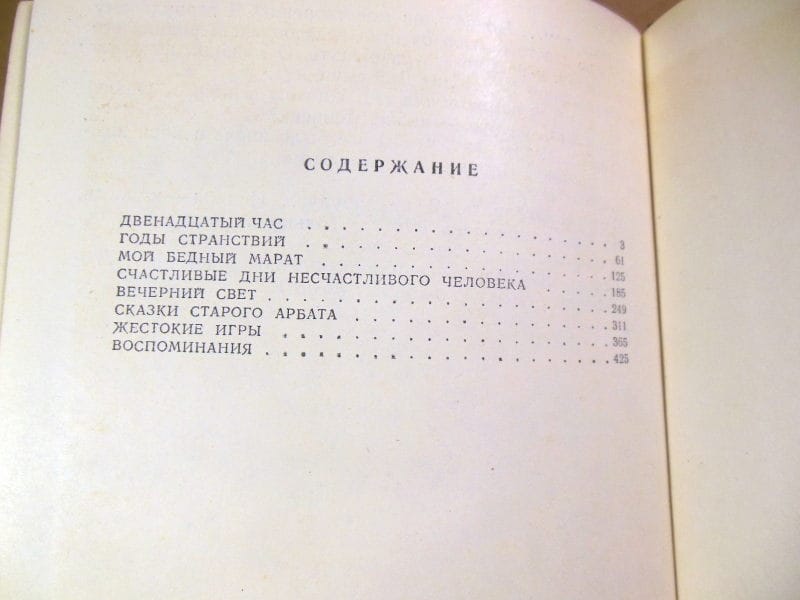 СОДЕРЖАНИЕ
ДВЕНАДЦАТЫЙ ЧАС . . . . . . . . . . . . . . . . 3
ГОДЫ СТРАНСТВИЙ . . . . . . . . . . . . . . . . 61
МОЙ БЕДНЫЙ МАРАТ . . . . . . . . . . . . . . . 125
СЧАСТЛИВЫЕ ДНИ НЕСЧАСТЛИВОГО ЧЕЛОВЕКА . . . . 185
ВЕЧЕРНИЙ СВЕТ . . . . . . . . . . . . . . . . . 249
СКАЗКИ СТАРОГО АРБАТА . . . . . . . . . . . . . 311
ЖЕСТОКИЕ ИГРЫ . . . . . . . . . . . . . . . . . 365
ВОСПОМИНАНИЯ . . . . . . . . . . . . . . . . . 425